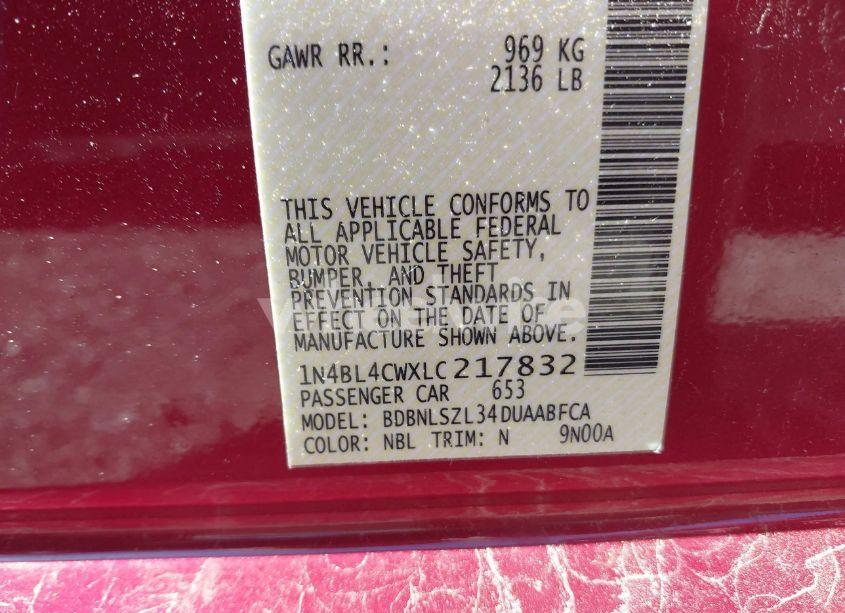 GAWR RR.: 969 KG
2136 LB
THIS VEHICLE CONFORMS TO
ALL APPLICABLE FEDERAL
MOTOR VEHICLE SAFETY,
BUMPER, AND THEFT
PREVENTION STANDARDS IN
EFFECT ON THE DATE OF
MANUFACTURE SHOWN ABOVE.
1N4BL4CWXLC217832
PASSENGER CAR 653
MODEL: BDBNLSZL34DUAABFCA
COLOR: NBL TRIM: N 9N00A